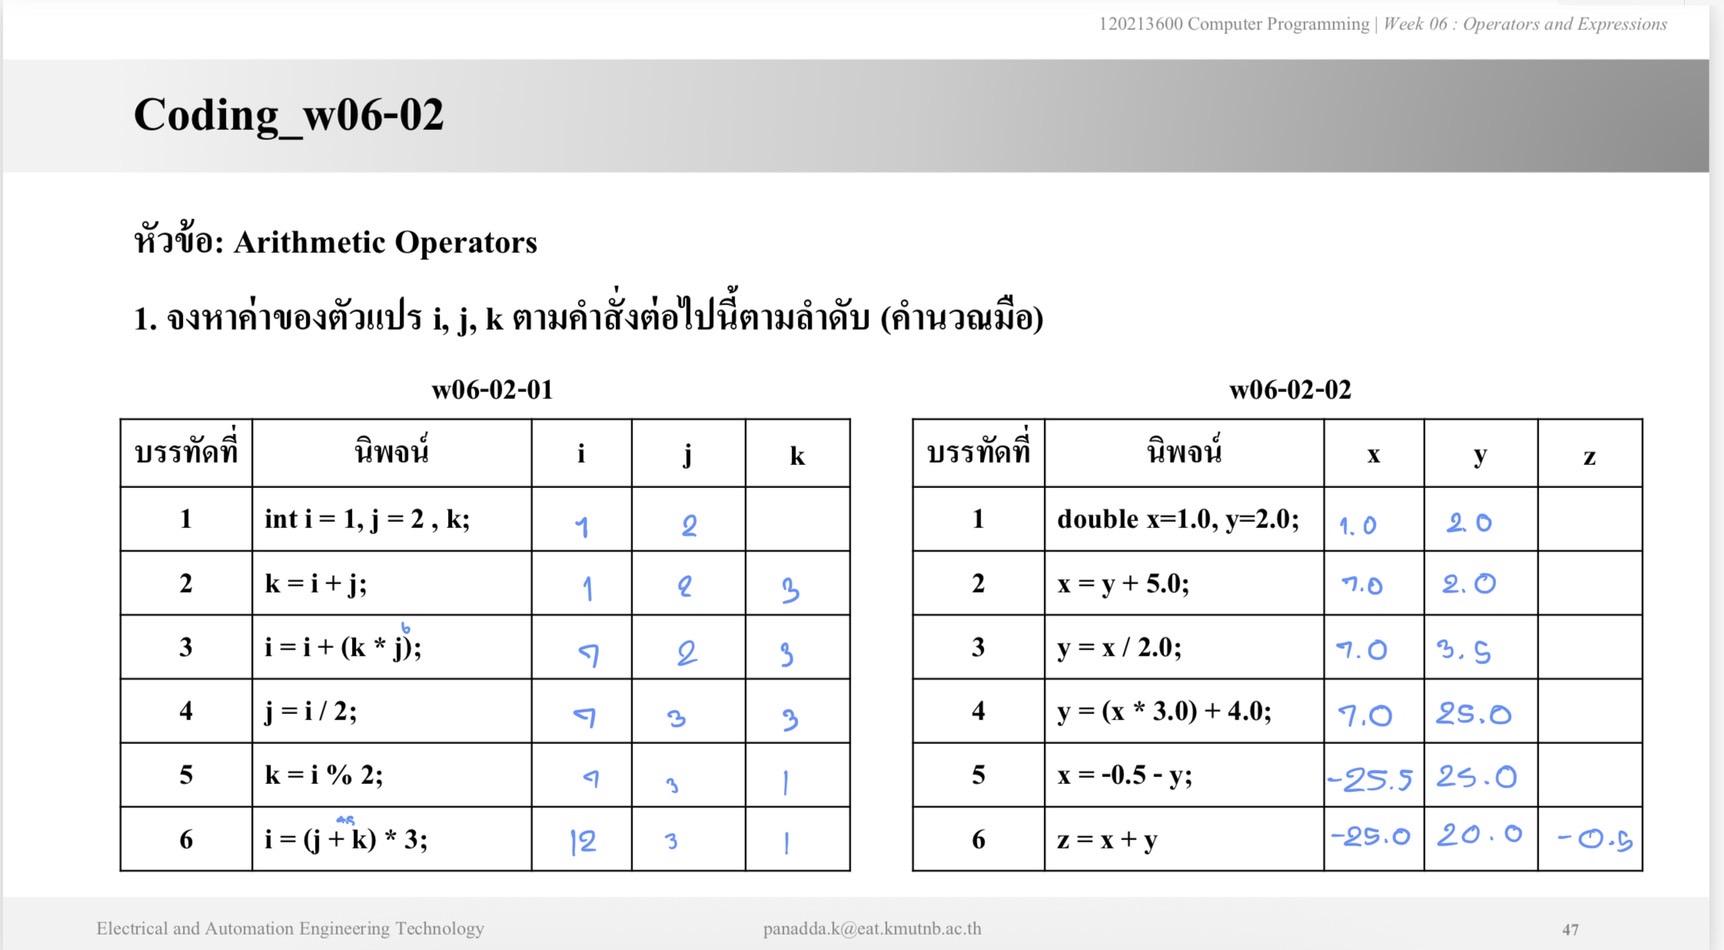 120213600 Computer Programming | Week 06 : Operators and Expressions
Coding_w06-02
หัวข้อ: Arithmetic Operators
1. จงหาค่าของตัวแปร i, j, k ตามคำสั่งต่อไปนี้ตามลำดับ (คำนวณมือ)
w06-02-01
บรรทัดที่ นิพจน์ i j k
1 int i = 1, j = 2 , k; 1 2
2 k = i + j; 1 2 3
6
3 i = i + (k * j); 7 2 3
4 j = i / 2; 7 3 3
5 k = i % 2; 7 3 1
6 i = (j + k) * 3; 12 3 1
w06-02-02
บรรทัดที่ นิพจน์ x y z
1 double x=1.0, y=2.0; 1.0 2.0
2 x = y + 5.0; 7.0 2.0
3 y = x / 2.0; 7.0 3.5
4 y = (x * 3.0) + 4.0; 7.0 25.0
5 x = -0.5 - y; -25.5 25.0
6 z = x + y -25.0 20.0 -0.5
Electrical and Automation Engineering Technology panadda.k@eat.kmutnb.ac.th 47